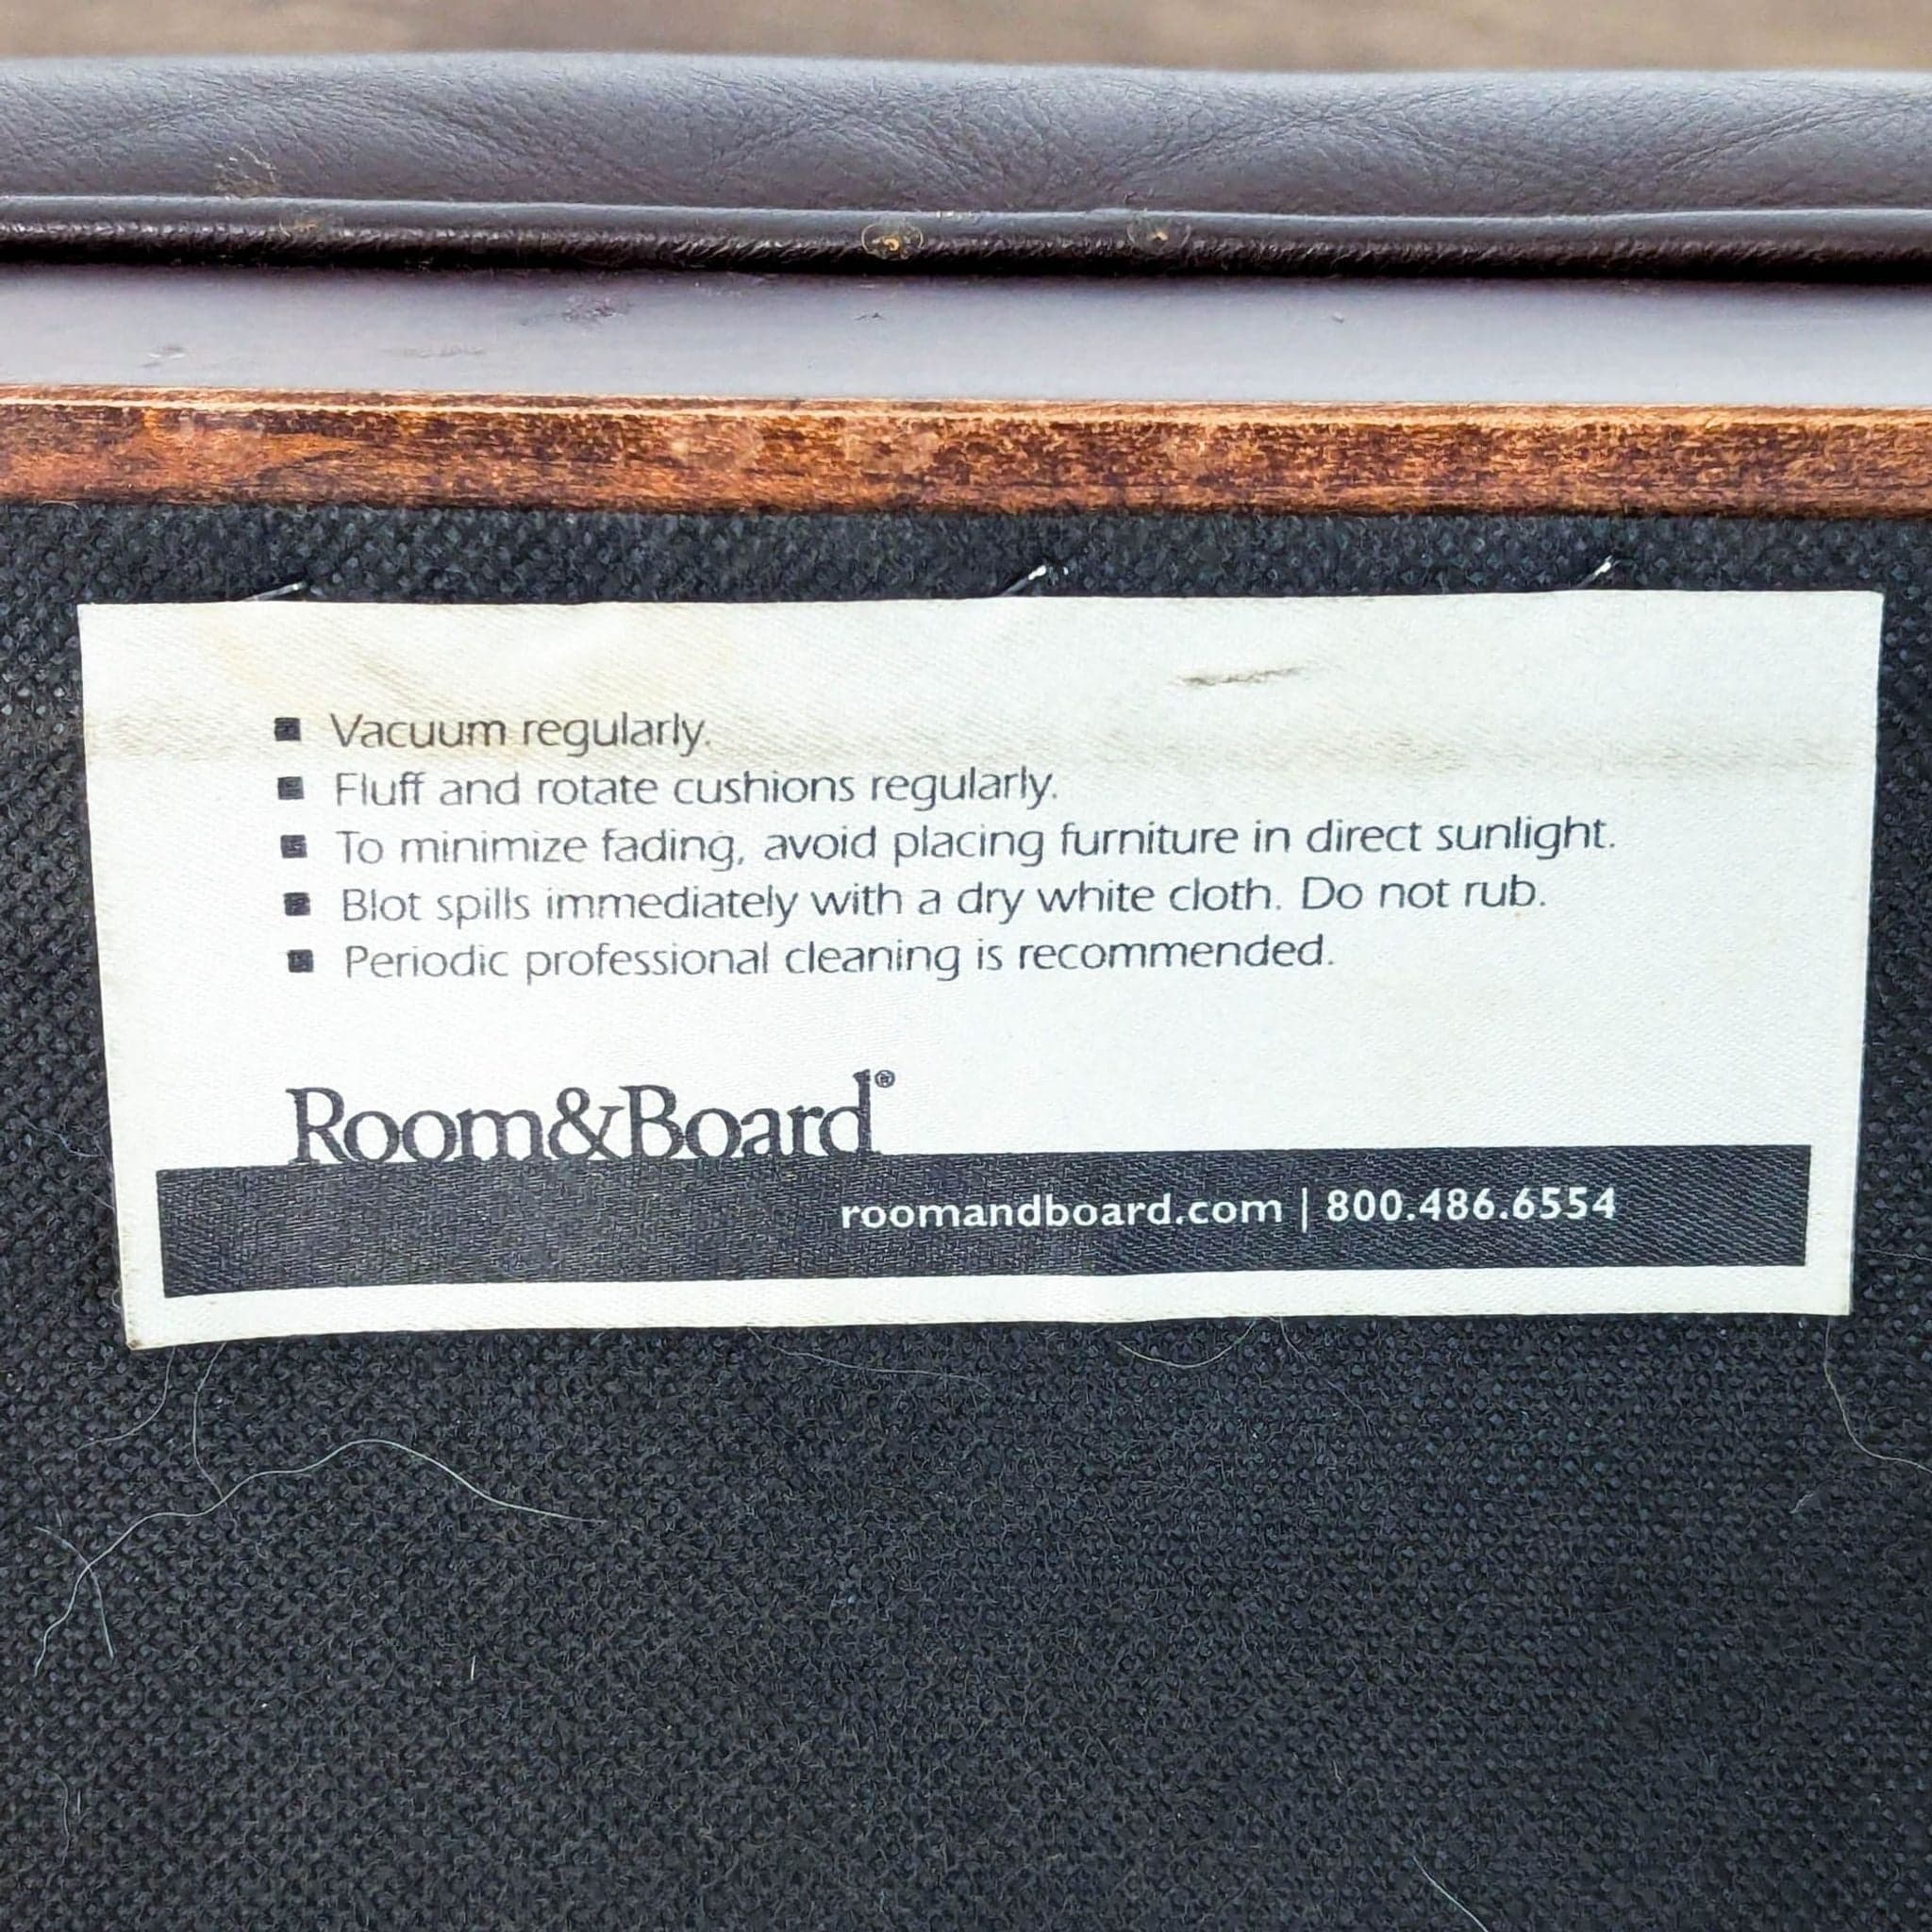 ▪ Vacuum regularly.
▪ Fluff and rotate cushions regularly.
▪ To minimize fading, avoid placing furniture in direct sunlight.
▪ Blot spills immediately with a dry white cloth. Do not rub.
▪ Periodic professional cleaning is recommended.
Room&Board®
roomandboard.com | 800.486.6554